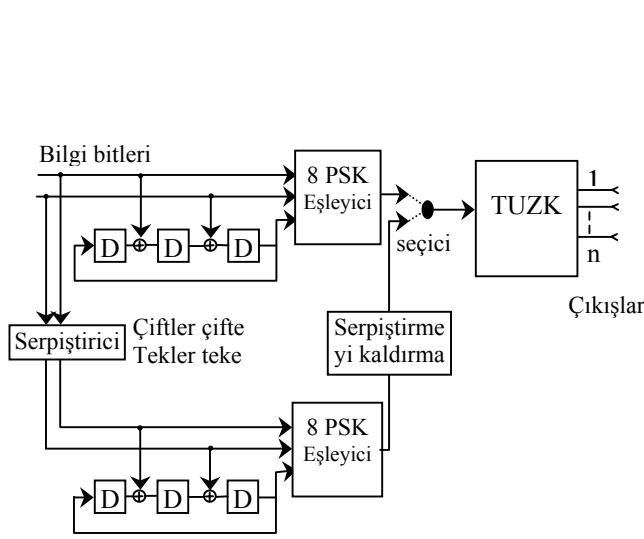 Bilgi bitleri
8 PSK
Eşleyici
D
D
D
seçici
TUZK
1
n
Çıkışlar
Serpiştirici
Çiftler çifte
Tekler teke
Serpiştirme
yi kaldırma
8 PSK
Eşleyici
D
D
D